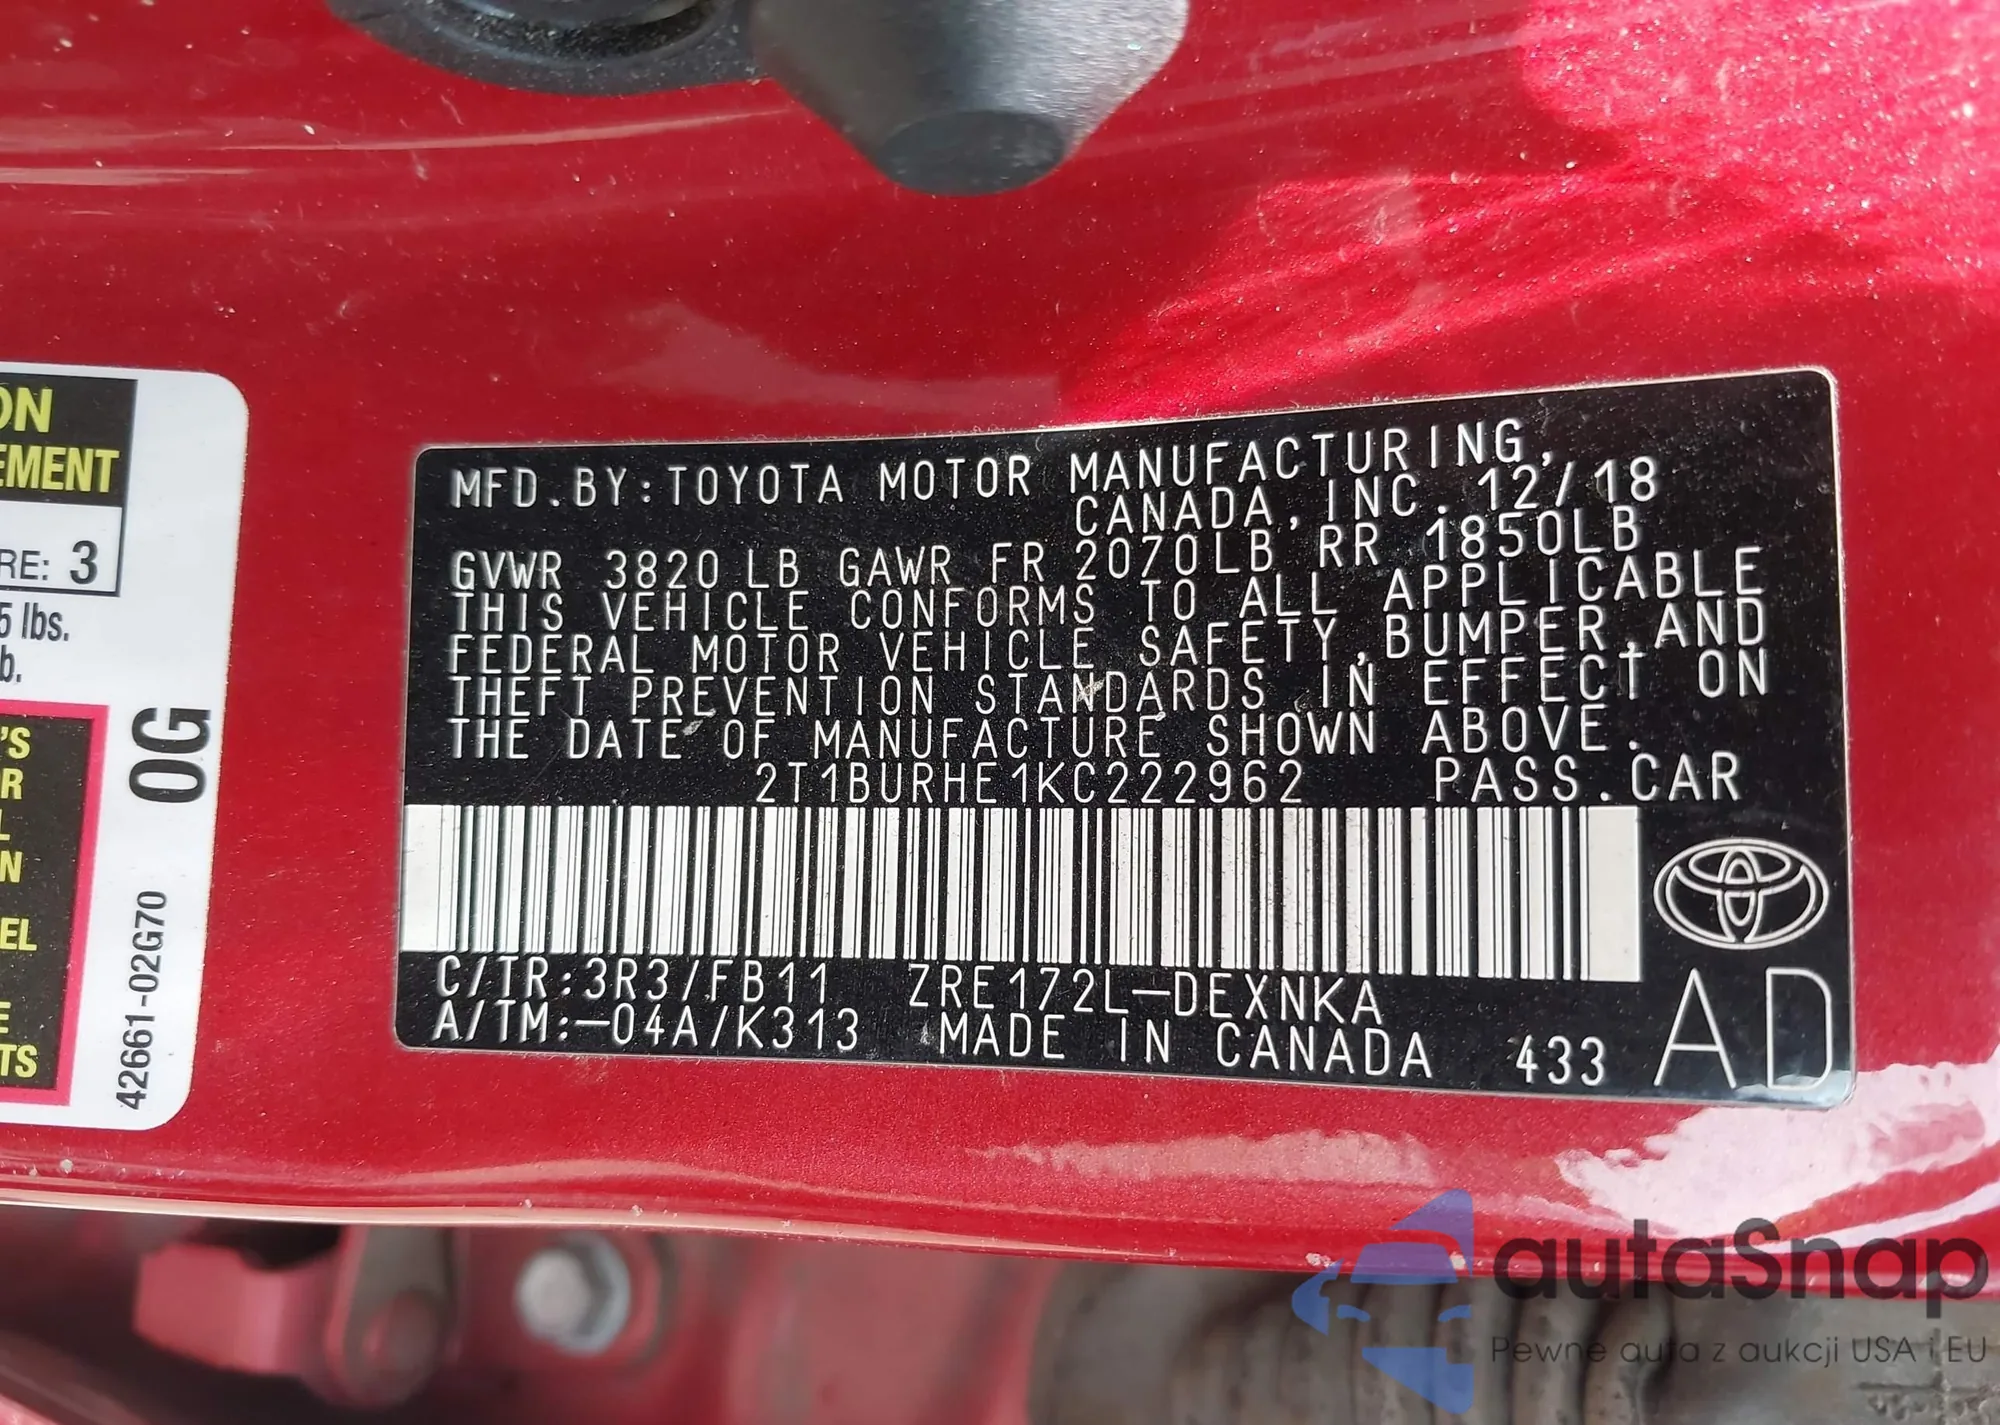 ON
EMENT
RE: 3
5 lbs.
b.
'S
R
L
N
EL
E
TS
0G
42661-02G70
MFD.BY:TOYOTA MOTOR MANUFACTURING,
CANADA,INC. 12/18
GVWR 3820 LB GAWR FR 2070LB RR 1850LB
THIS VEHICLE CONFORMS TO ALL APPLICABLE
FEDERAL MOTOR VEHICLE SAFETY,BUMPER,AND
THEFT PREVENTION STANDARDS IN EFFECT ON
THE DATE OF MANUFACTURE SHOWN ABOVE.
2T1BURHE1KC222962 PASS.CAR
C/TR:3R3/FB11 ZRE172L-DEXNKA
A/TM:-04A/K313 MADE IN CANADA 433
AD
autaSnap
Pewne auta z aukcji USA i EU